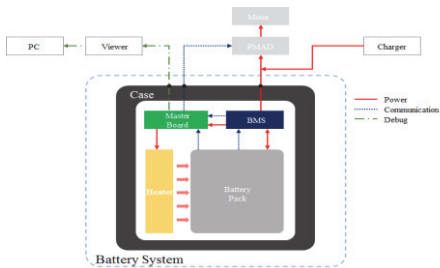 Motor
PMAD
PC
Viewer
Charger
Case
Master
Board
BMS
Heater
Battery
Pack
Battery System
Power
Communication
Debug